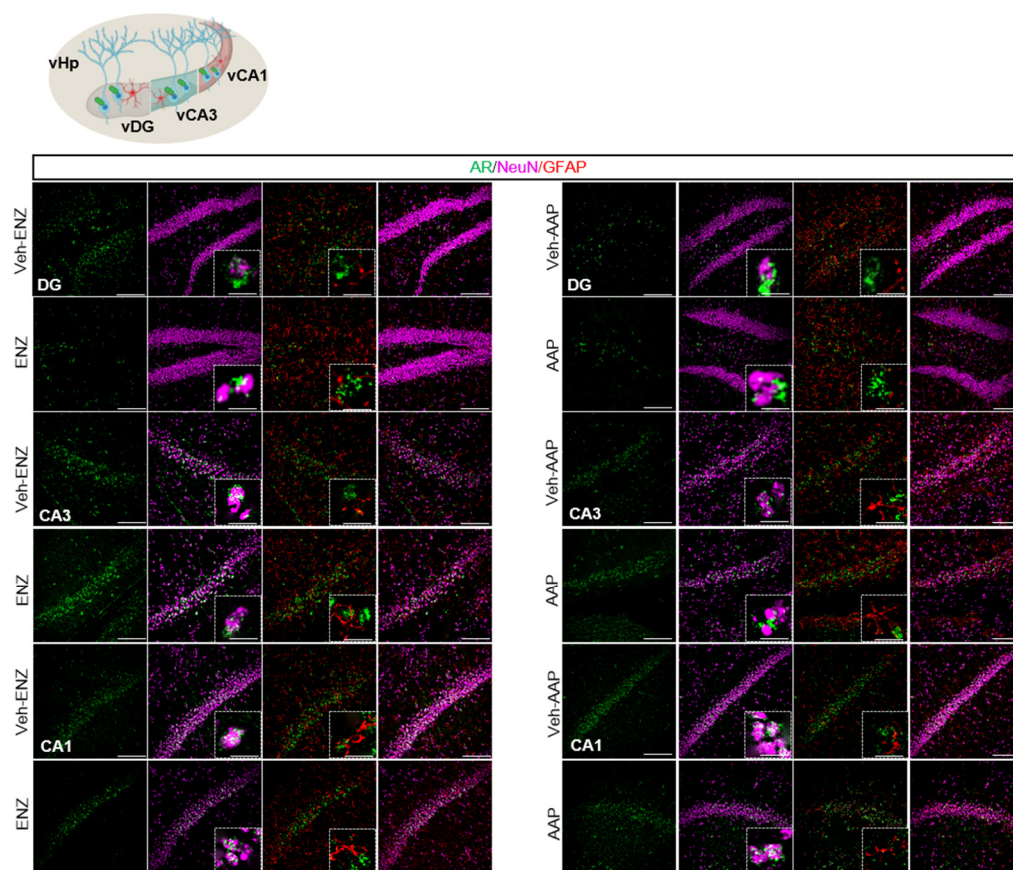 vHp
vCA1
vCA3
vDG
AR/NeuN/GFAP
Veh-ENZ
DG
Veh-AAP
DG
ENZ
AAP
Veh-ENZ
CA3
Veh-AAP
CA3
ENZ
AAP
Veh-ENZ
CA1
Veh-AAP
CA1
ENZ
AAP